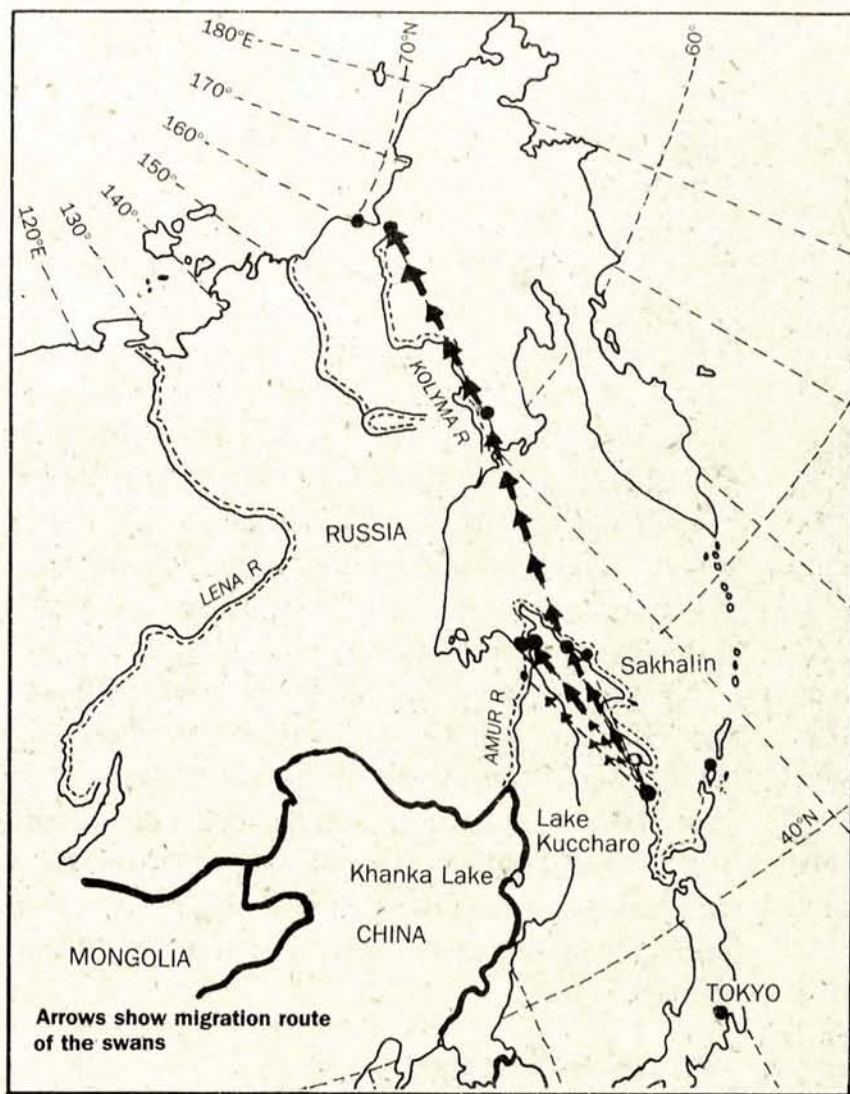 180°E
70°N
60°
170°
160°
150°
140°
130°
120°E
KOLYMA R
RUSSIA
LENA R
Sakhalin
AMUR R
Lake
Kuccharo
40°N
Khanka Lake
CHINA
MONGOLIA
TOKYO
Arrows show migration route
of the swans